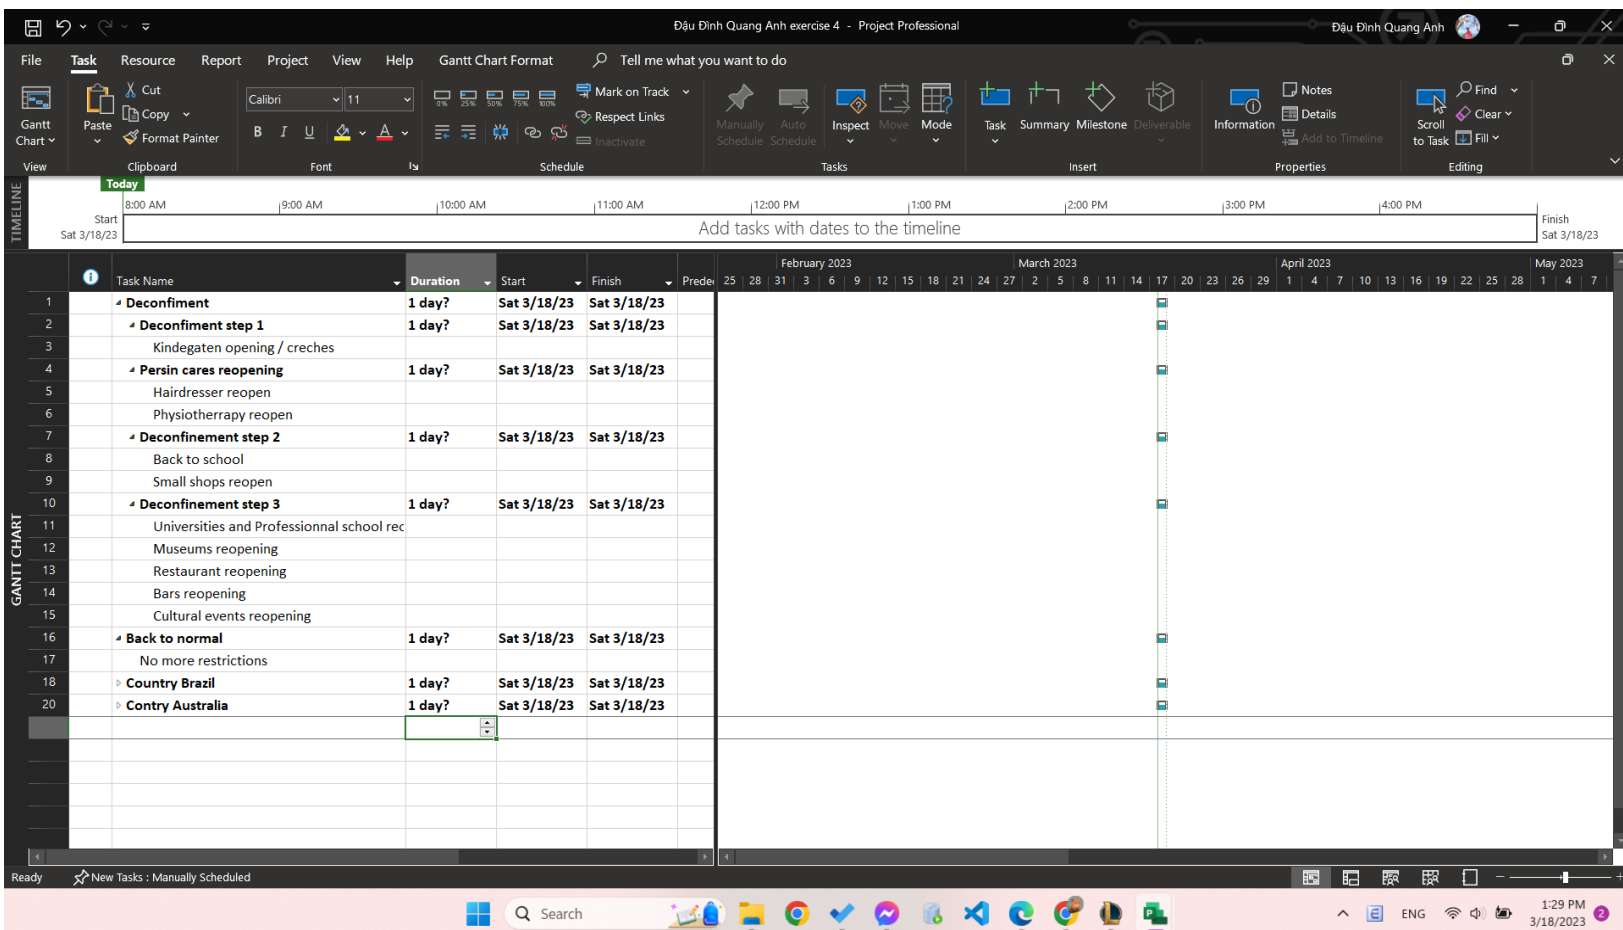 Đậu Đình Quang Anh exercise 4 - Project Professional
Đậu Đình Quang Anh
File Task Resource Report Project View Help Gantt Chart Format Tell me what you want to do
Gantt Chart
View
Paste
Cut
Copy
Format Painter
Clipboard
Calibri 11
B I U A
Font
0% 25% 50% 75% 100%
Mark on Track
Respect Links
Inactivate
Schedule
Manually Schedule
Auto Schedule
Inspect
Move
Mode
Tasks
Task
Summary
Milestone
Deliverable
Insert
Information
Notes
Details
Add to Timeline
Properties
Scroll to Task
Find
Clear
Fill
Editing
TIMELINE
Today
8:00 AM 9:00 AM 10:00 AM 11:00 AM 12:00 PM 1:00 PM 2:00 PM 3:00 PM 4:00 PM
Start
Sat 3/18/23
Add tasks with dates to the timeline
Finish
Sat 3/18/23
GANTT CHART
Task Name Duration Start Finish Predec
February 2023 March 2023 April 2023 May 2023
25 28 31 3 6 9 12 15 18 21 24 27 2 5 8 11 14 17 20 23 26 29 1 4 7 10 13 16 19 22 25 28 1 4 7
1 Deconfiment 1 day? Sat 3/18/23 Sat 3/18/23
2 Deconfiment step 1 1 day? Sat 3/18/23 Sat 3/18/23
3 Kindegaten opening / creches
4 Persin cares reopening 1 day? Sat 3/18/23 Sat 3/18/23
5 Hairdresser reopen
6 Physiotherrapy reopen
7 Deconfinement step 2 1 day? Sat 3/18/23 Sat 3/18/23
8 Back to school
9 Small shops reopen
10 Deconfinement step 3 1 day? Sat 3/18/23 Sat 3/18/23
11 Universities and Professionnal school rec
12 Museums reopening
13 Restaurant reopening
14 Bars reopening
15 Cultural events reopening
16 Back to normal 1 day? Sat 3/18/23 Sat 3/18/23
17 No more restrictions
18 Country Brazil 1 day? Sat 3/18/23 Sat 3/18/23
20 Contry Australia 1 day? Sat 3/18/23 Sat 3/18/23
Ready New Tasks : Manually Scheduled
Search
ENG
1:29 PM
3/18/2023
2